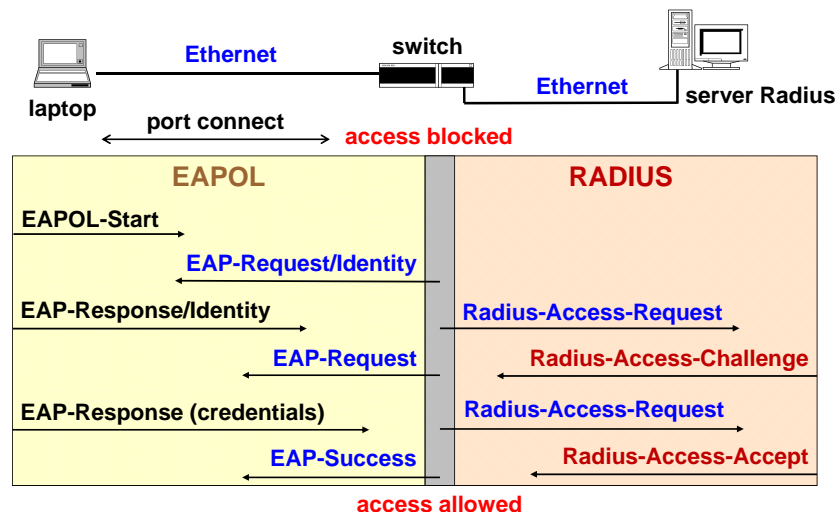 Ethernet
switch
Ethernet
laptop
server Radius
port connect
access blocked
EAPOL
RADIUS
EAPOL-Start
EAP-Request/Identity
EAP-Response/Identity
Radius-Access-Request
EAP-Request
Radius-Access-Challenge
EAP-Response (credentials)
Radius-Access-Request
EAP-Success
Radius-Access-Accept
access allowed